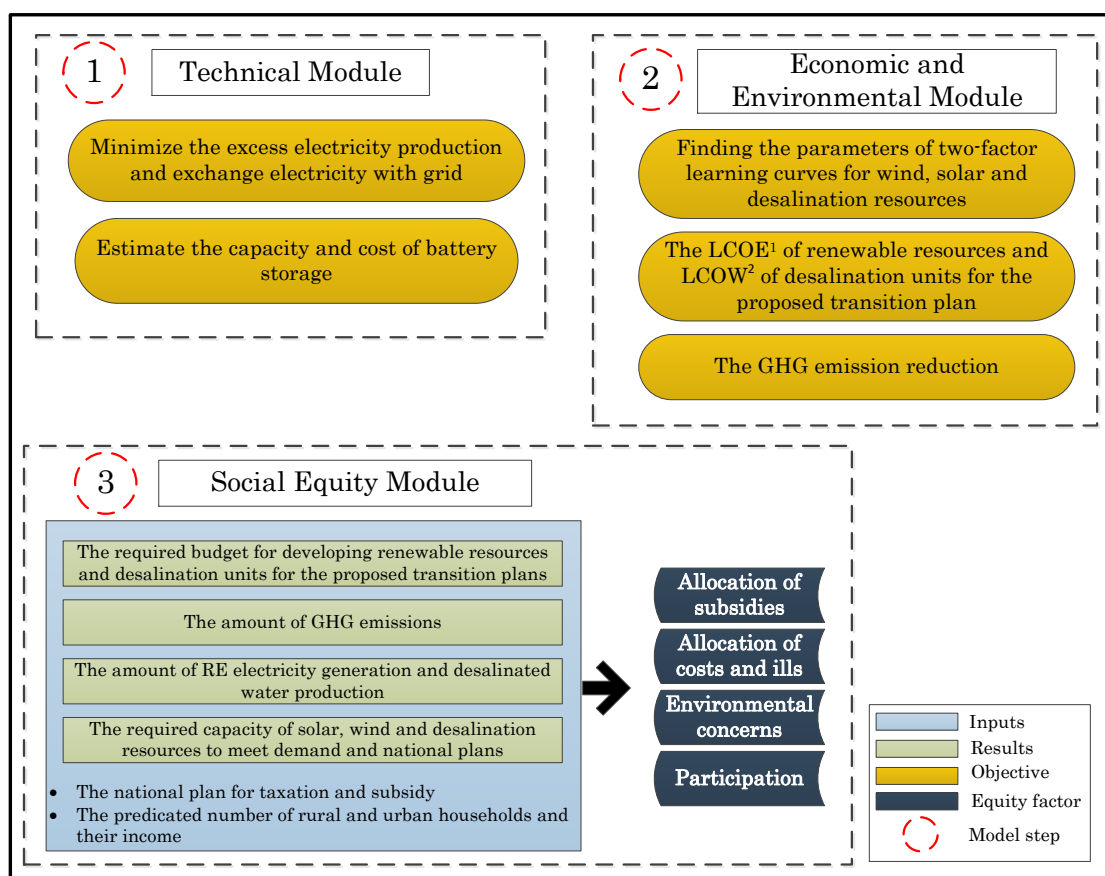 1
Technical Module
Minimize the excess electricity production
and exchange electricity with grid
Estimate the capacity and cost of battery
storage
2
Economic and
Environmental Module
Finding the parameters of two-factor
learning curves for wind, solar and
desalination resources
The LCOE¹ of renewable resources and
LCOW² of desalination units for the
proposed transition plan
The GHG emission reduction
3
Social Equity Module
The required budget for developing renewable resources
and desalination units for the proposed transition plans
The amount of GHG emissions
The amount of RE electricity generation and desalinated
water production
The required capacity of solar, wind and desalination
resources to meet demand and national plans
• The national plan for taxation and subsidy
• The predicated number of rural and urban households and
their income
Allocation of
subsidies
Allocation of
costs and ills
Environmental
concerns
Participation
Inputs
Results
Objective
Equity factor
Model step